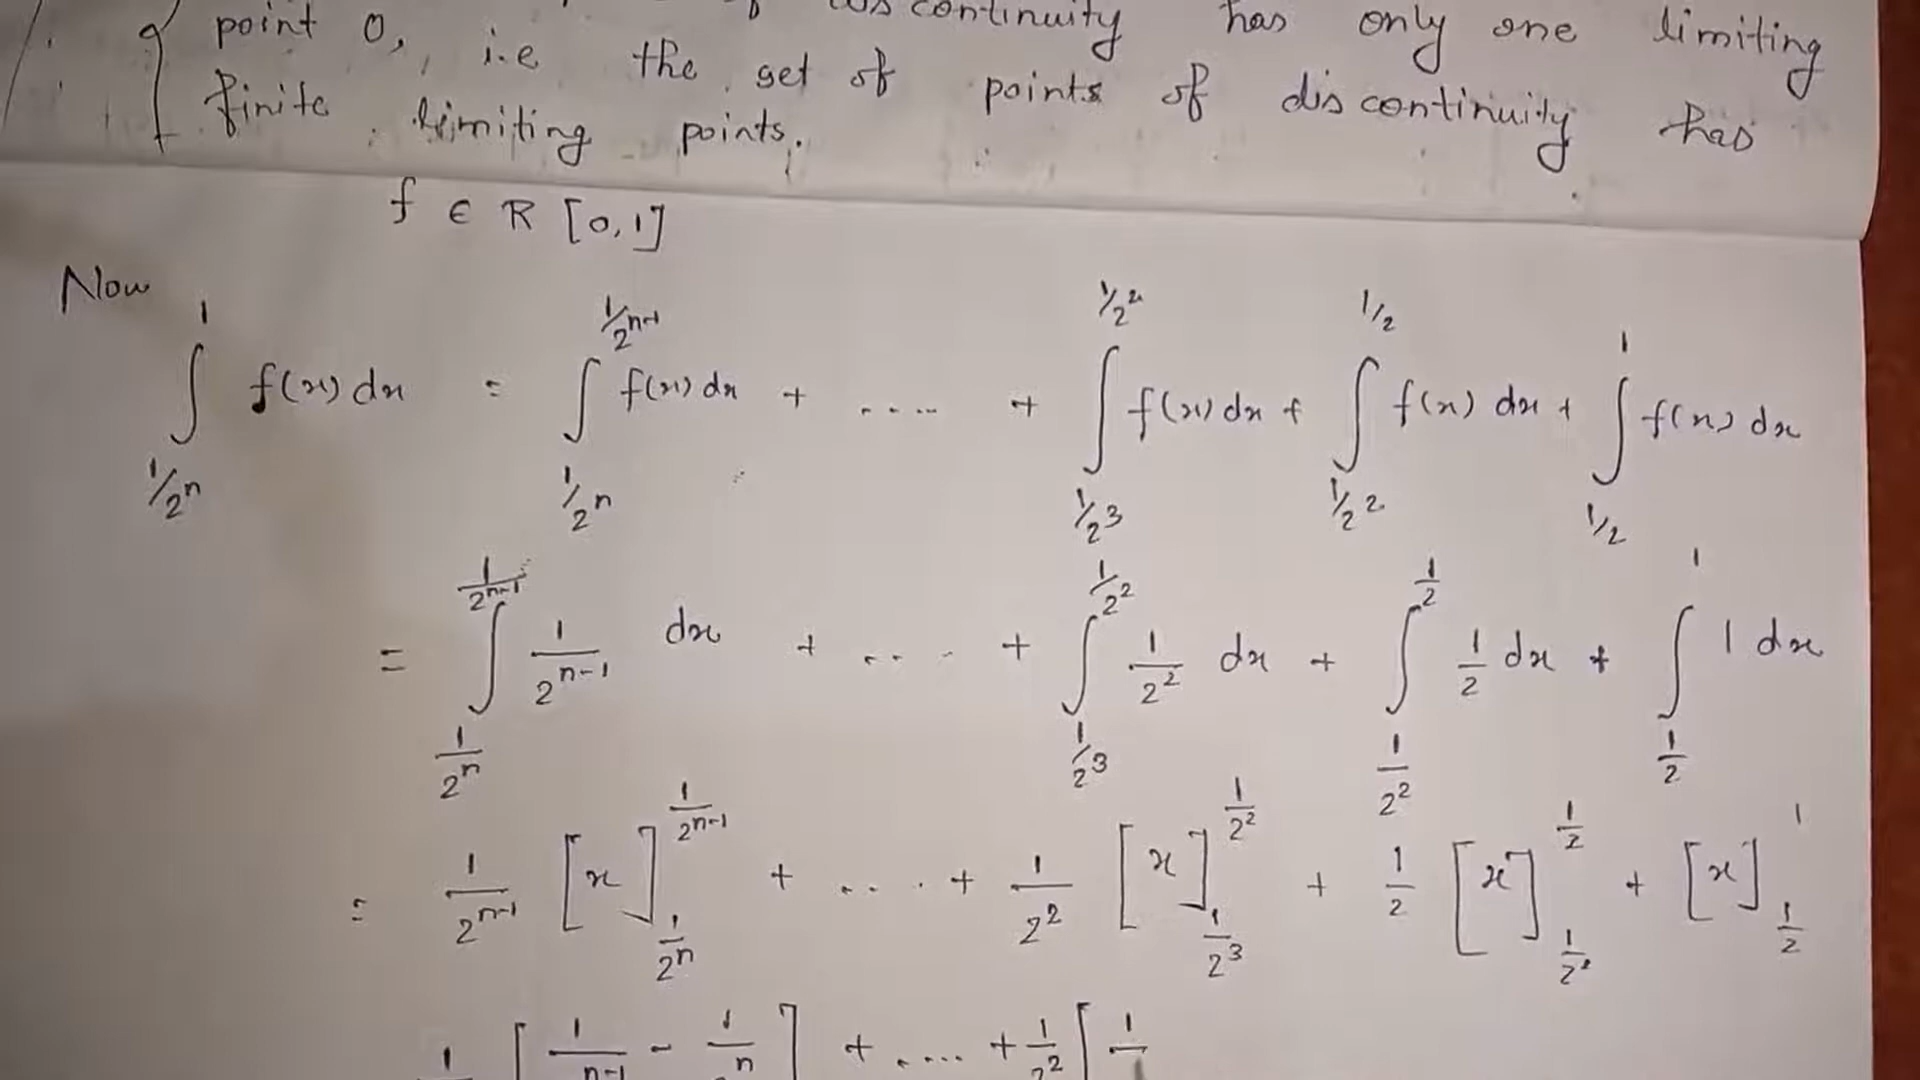 discontinuity has only one limiting
point 0, i.e the set of points of discontinuity has
finite limiting points.
f ∈ R [0,1]
Now
∫_{1/2^n}^{1} f(x) dx = ∫_{1/2^n}^{1/2^{n-1}} f(x) dx + .... + ∫_{1/2^3}^{1/2^2} f(x) dx + ∫_{1/2^2}^{1/2} f(x) dx + ∫_{1/2}^{1} f(x) dx
= ∫_{1/2^n}^{1/2^{n-1}} 1/2^{n-1} dx + .... + ∫_{1/2^3}^{1/2^2} 1/2^2 dx + ∫_{1/2^2}^{1/2} 1/2 dx + ∫_{1/2}^{1} 1 dx
= 1/2^{n-1} [x]_{1/2^n}^{1/2^{n-1}} + .... + 1/2^2 [x]_{1/2^3}^{1/2^2} + 1/2 [x]_{1/2^2}^{1/2} + [x]_{1/2}^{1}